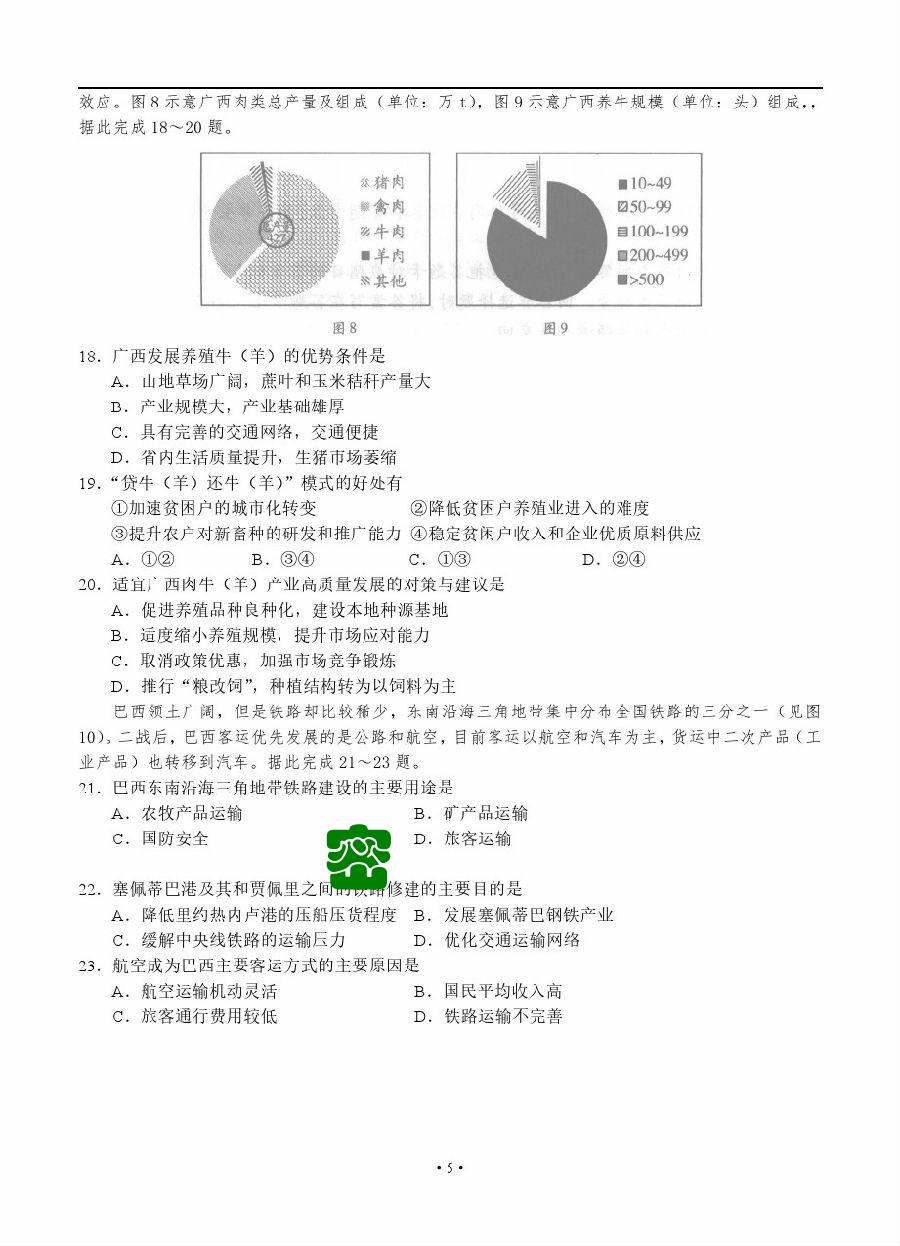 效应。图8示意广西肉类总产量及组成（单位：万t），图9示意广西养牛规模（单位：头）组成．．
据此完成18～20题。
猪肉
禽肉
牛肉
羊肉
其他
10~49
50~99
100~199
200~499
>500
图8
图9
18．广西发展养殖牛（羊）的优势条件是
A．山地草场广阔，蔗叶和玉米秸秆产量大
B．产业规模大，产业基础雄厚
C．具有完善的交通网络，交通便捷
D．省内生活质量提升，生猪市场萎缩
19．“贷牛（羊）还牛（羊）”模式的好处有
①加速贫困户的城市化转变 ②降低贫困户养殖业进入的难度
③提升农户对新畜种的研发和推广能力 ④稳定贫困户收入和企业优质原料供应
A．①② B．③④ C．①③ D．②④
20．适宜广西肉牛（羊）产业高质量发展的对策与建议是
A．促进养殖品种良种化，建设本地种源基地
B．适度缩小养殖规模，提升市场应对能力
C．取消政策优惠，加强市场竞争锻炼
D．推行“粮改饲”，种植结构转为以饲料为主
巴西领土广阔，但是铁路却比较稀少，东南沿海三角地带集中分布全国铁路的三分之一（见图
10）。二战后，巴西客运优先发展的是公路和航空，目前客运以航空和汽车为主，货运中二次产品（工
业产品）也转移到汽车。据此完成21～23题。
21．巴西东南沿海三角地带铁路建设的主要用途是
A．农牧产品运输 B．矿产品运输
C．国防安全 D．旅客运输
22．塞佩蒂巴港及其和贾佩里之间的铁路修建的主要目的是
A．降低里约热内卢港的压船压货程度 B．发展塞佩蒂巴钢铁产业
C．缓解中央线铁路的运输压力 D．优化交通运输网络
23．航空成为巴西主要客运方式的主要原因是
A．航空运输机动灵活 B．国民平均收入高
C．旅客通行费用较低 D．铁路运输不完善
·5·